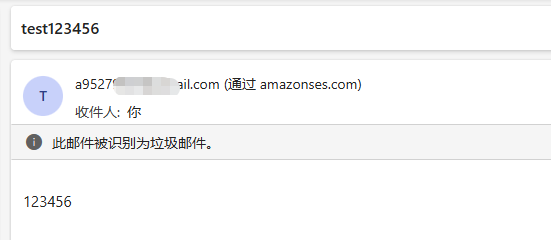 test123456
T
a9527 ail.com (通过 amazonses.com)
收件人: 你
此邮件被识别为垃圾邮件。
123456